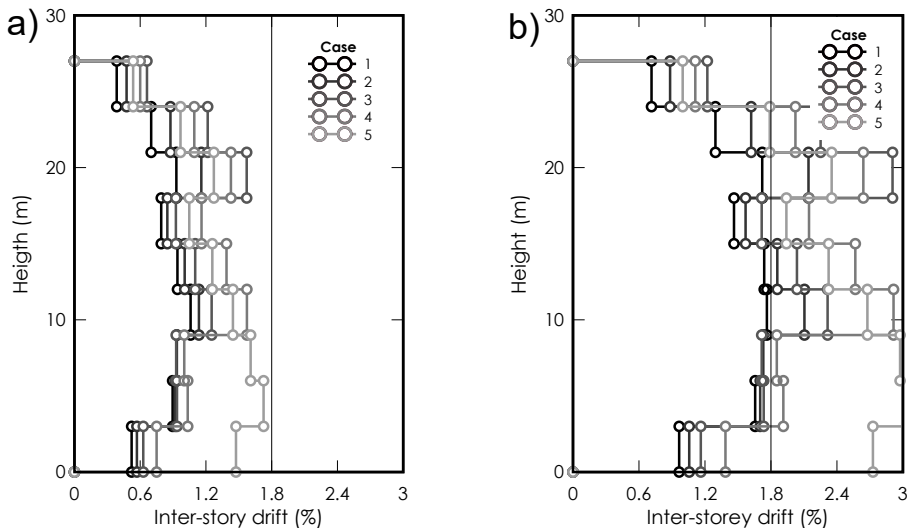 a)
30
20
10
0
Heigth (m)
0 0.6 1.2 1.8 2.4 3
Inter-story drift (%)
Case
1
2
3
4
5
b)
30
20
10
0
Height (m)
0 0.6 1.2 1.8 2.4 3
Inter-storey drift (%)
Case
1
2
3
4
5